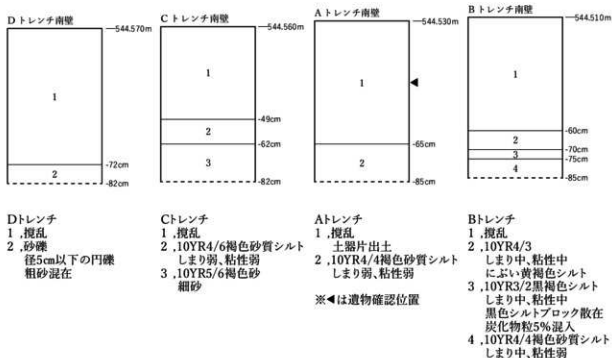 Dトレンチ南壁
544.570m
1
2
-72cm
-82cm
Cトレンチ南壁
544.560m
1
2
3
-49cm
-62cm
-82cm
Aトレンチ南壁
544.530m
1
2
-65cm
-85cm
Bトレンチ南壁
544.510m
1
2
3
4
-60cm
-70cm
-75cm
-85cm
Dトレンチ
1 ,攪乱
2 ,砂礫
径5cm以下の円礫
粗砂混在
Cトレンチ
1 ,攪乱
2 ,10YR4/6褐色砂質シルト
しまり弱、粘性弱
3 ,10YR5/6褐色砂
細砂
Aトレンチ
1 ,攪乱
土器片出土
2 ,10YR4/4褐色砂質シルト
しまり弱、粘性弱
※◀は遺物確認位置
Bトレンチ
1 ,攪乱
2 ,10YR4/3
しまり中、粘性中
にぶい黄褐色シルト
3 ,10YR3/2黒褐色シルト
しまり中、粘性中
黒色シルトブロック散在
炭化物粒5%混入
4 ,10YR4/4褐色砂質シルト
しまり中、粘性弱